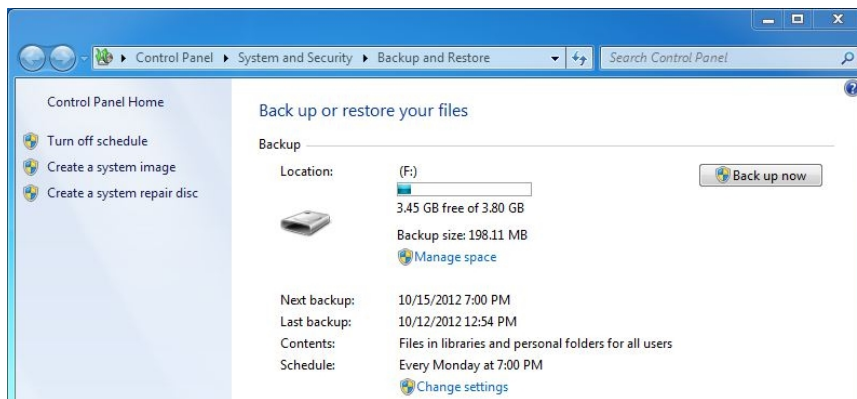 Control Panel System and Security Backup and Restore Search Control Panel
Control Panel Home
Turn off schedule
Create a system image
Create a system repair disc
Back up or restore your files
Backup
Location: (F:)
Back up now
3.45 GB free of 3.80 GB
Backup size: 198.11 MB
Manage space
Next backup: 10/15/2012 7:00 PM
Last backup: 10/12/2012 12:54 PM
Contents: Files in libraries and personal folders for all users
Schedule: Every Monday at 7:00 PM
Change settings